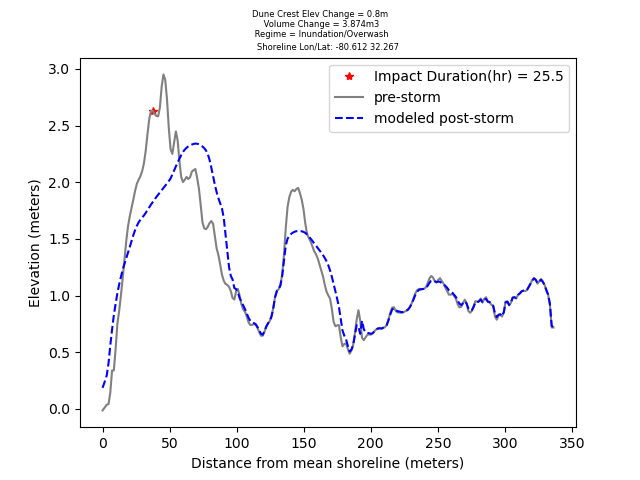 Dune Crest Elev Change = 0.8m
Volume Change = 3.874m3
Regime = Inundation/Overwash
Shoreline Lon/Lat: -80.612 32.267
Impact Duration(hr) = 25.5
pre-storm
modeled post-storm
3.0
2.5
2.0
1.5
1.0
0.5
0.0
Elevation (meters)
0 50 100 150 200 250 300 350
Distance from mean shoreline (meters)